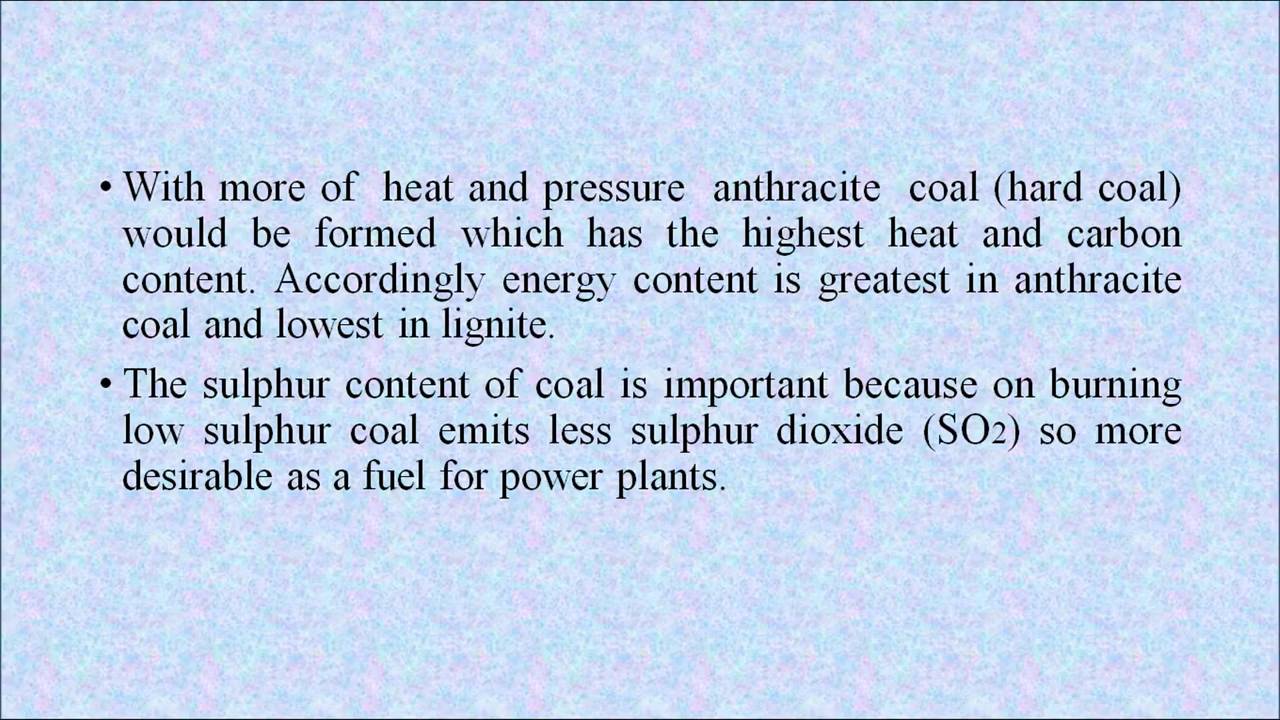 • With more of heat and pressure anthracite coal (hard coal)
would be formed which has the highest heat and carbon
content. Accordingly energy content is greatest in anthracite
coal and lowest in lignite.
• The sulphur content of coal is important because on burning
low sulphur coal emits less sulphur dioxide (SO2) so more
desirable as a fuel for power plants.